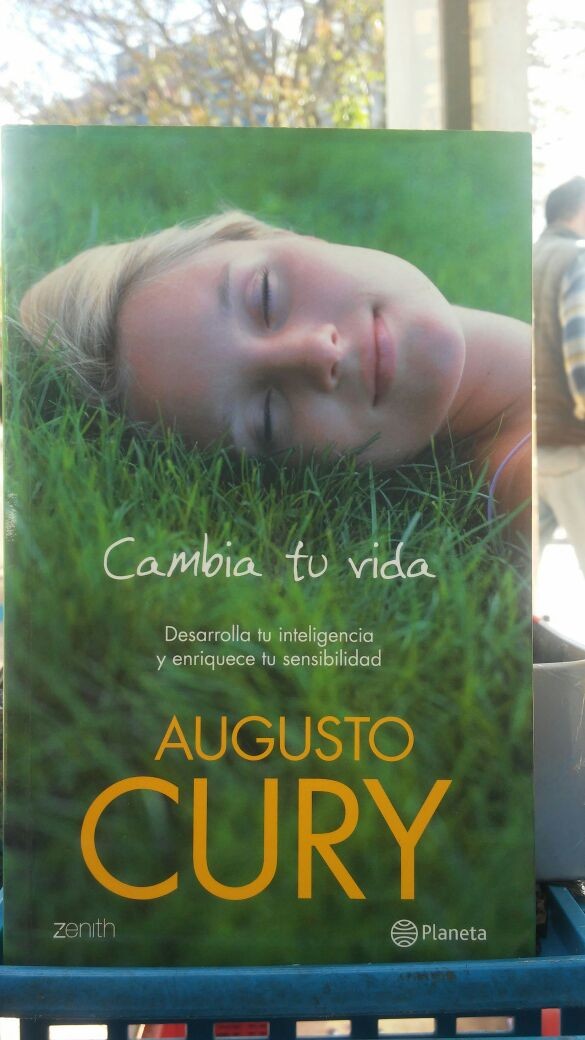 Cambia tu vida
Desarrolla tu inteligencia
y enriquece tu sensibilidad
AUGUSTO
CURY
zenith
Planeta